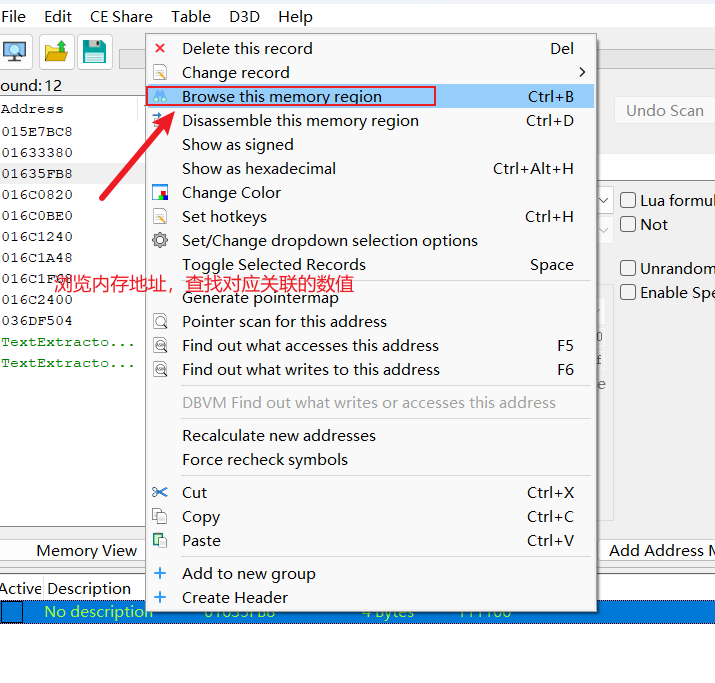 File Edit CE Share Table D3D Help
Delete this record Del
Change record
ound: 12
Browse this memory region Ctrl+B
Address
Undo Scan
Disassemble this memory region Ctrl+D
015E7BC8
Show as signed
01633380
Show as hexadecimal Ctrl+Alt+H
01635FB8
Change Color
016C0820
Lua formul
Set hotkeys Ctrl+H
016C0BE0
Not
Set/Change dropdown selection options
016C1240
Toggle Selected Records Space
016C1A48
Unrandom
浏览内存地址，查找对应关联的数值
016C1F68
Enable Spe
Generate pointermap
016C2400
Pointer scan for this address
036DF504
Find out what accesses this address F5
TextExtracto...
Find out what writes to this address F6
TextExtracto...
DBVM Find out what writes or accesses this address
Recalculate new addresses
Force recheck symbols
Cut Ctrl+X
Copy Ctrl+C
Paste Ctrl+V
Memory View
Add Address M
Add to new group
Active Description
Create Header
No description 01635FB8 4 Bytes